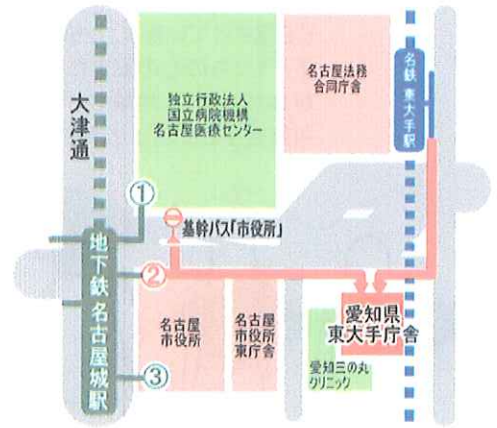 大津通
独立行政法人
国立病院機構
名古屋医療センター
名古屋法務
合同庁舎
名鉄 東大手駅
①
基幹バス「市役所」
地下鉄 名古屋城駅
②
名古屋
市役所
名古屋
市役所
東庁舎
愛知県
東大手庁舎
愛知三の丸
クリニック
③